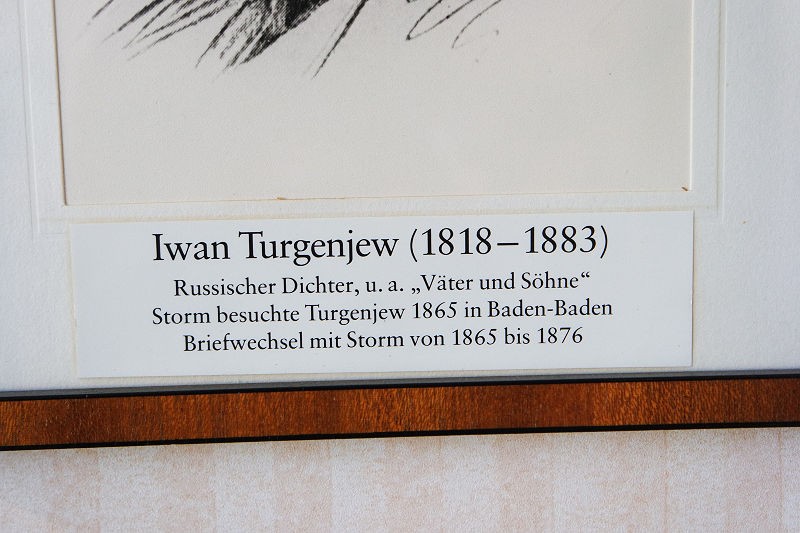 Iwan Turgenjew (1818–1883)
Russischer Dichter, u. a. „Väter und Söhne“
Storm besuchte Turgenjew 1865 in Baden-Baden
Briefwechsel mit Storm von 1865 bis 1876